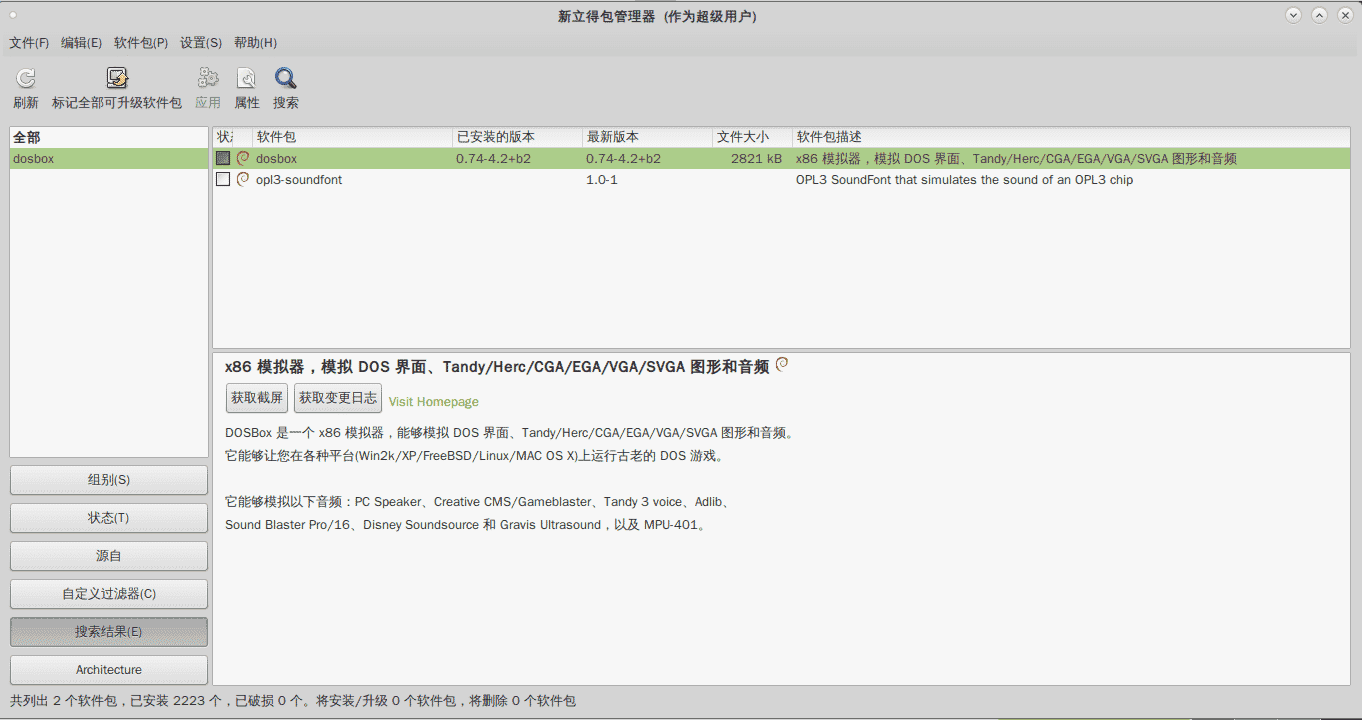 新立得包管理器 (作为超级用户)
文件(F) 编辑(E) 软件包(P) 设置(S) 帮助(H)
刷新 标记全部可升级软件包 应用 属性 搜索
全部
dosbox
状态 软件包 已安装的版本 最新版本 文件大小 软件包描述
dosbox 0.74-4.2+b2 0.74-4.2+b2 2821 kB x86 模拟器，模拟 DOS 界面、Tandy/Herc/CGA/EGA/VGA/SVGA 图形和音频
opl3-soundfont 1.0-1 OPL3 SoundFont that simulates the sound of an OPL3 chip
x86 模拟器，模拟 DOS 界面、Tandy/Herc/CGA/EGA/VGA/SVGA 图形和音频
获取截屏 获取变更日志 Visit Homepage
DOSBox 是一个 x86 模拟器，能够模拟 DOS 界面、Tandy/Herc/CGA/EGA/VGA/SVGA 图形和音频。
它能够让您在各种平台(Win2k/XP/FreeBSD/Linux/MAC OS X)上运行古老的 DOS 游戏。
它能够模拟以下音频：PC Speaker、Creative CMS/Gameblaster、Tandy 3 voice、Adlib、
Sound Blaster Pro/16、Disney Soundsource 和 Gravis Ultrasound，以及 MPU-401。
组别(S)
状态(T)
源自
自定义过滤器(C)
搜索结果(E)
Architecture
共列出 2 个软件包，已安装 2223 个，已破损 0 个。将安装/升级 0 个软件包，将删除 0 个软件包